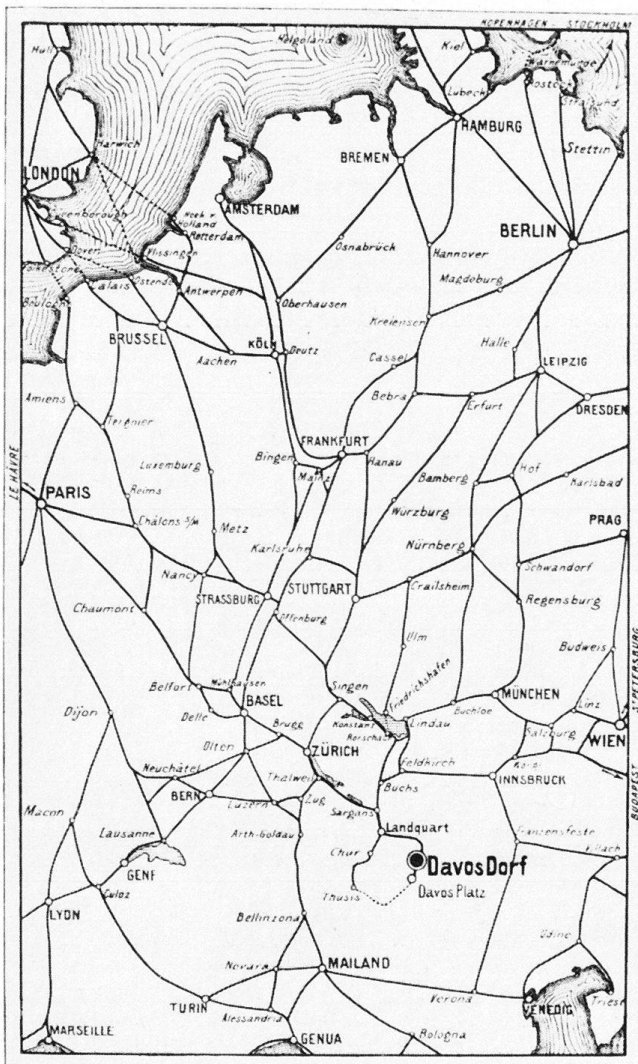 KOPENHAGEN - STOCKHOLM
Hull
Helgoland
Kiel
Warnemünde
Rostock
Stralsund
Lübeck
HAMBURG
Stettin
Harwich
BREMEN
LONDON
AMSTERDAM
Hoek v.
Holland
Rotterdam
Osnabrück
Hannover
BERLIN
Dover
Vlissingen
Folkestone
Calais
Ostende
Antwerpen
Magdeburg
Oberhausen
Boulogne
Kreiensen
BRÜSSEL
Aachen
KÖLN
Deutz
Cassel
Halle
LEIPZIG
Amiens
Tergnier
Bebra
Erfurt
DRESDEN
FRANKFURT
LE HÂVRE
Luxemburg
Bingen
Mainz
Hanau
Bamberg
Hof
Karlsbad
PARIS
Reims
Würzburg
Châlons S/M
Metz
Karlsruhe
Nürnberg
PRAG
Nancy
STRASSBURG
STUTTGART
Crailsheim
Schwandorf
Chaumont
Offenburg
Regensburg
Ulm
Budweis
ST PETERSBURG
Belfort
Mühlhausen
Singen
Friedrichshafen
MÜNCHEN
Delle
BASEL
Konstanz
Rorschach
Lindau
Buchloe
Linz
Dijon
Brugg
Salzburg
WIEN
Olten
ZÜRICH
Neuchâtel
Thalweil
Feldkirch
INNSBRUCK
BUDAPEST
BERN
Luzern
Zug
Buchs
Macon
Sargans
Lausanne
Arth-Goldau
Landquart
Franzensfeste
Villach
GENF
Chur
DavosDorf
Culoz
Thusis
Davos Platz
LYON
Bellinzona
Udine
Novara
MAILAND
TURIN
Verona
VENEDIG
Triest
Alessandria
MARSEILLE
GENUA
Bologna